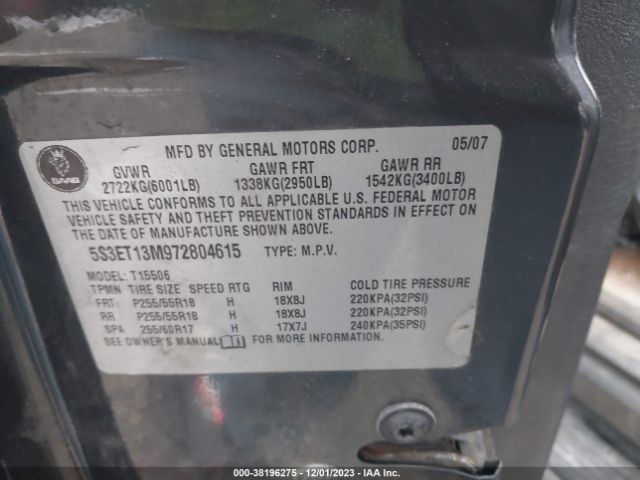 MFD BY GENERAL MOTORS CORP. 05/07
SAAB
GVWR GAWR FRT GAWR RR
2722KG(6001LB) 1338KG(2950LB) 1542KG(3400LB)
THIS VEHICLE CONFORMS TO ALL APPLICABLE U.S. FEDERAL MOTOR
VEHICLE SAFETY AND THEFT PREVENTION STANDARDS IN EFFECT ON
THE DATE OF MANUFACTURE SHOWN ABOVE.
5S3ET13M972804615 TYPE: M.P.V.
MODEL: T15506
TPMN TIRE SIZE SPEED RTG RIM COLD TIRE PRESSURE
FRT P255/55R18 H 18X8J 220KPA(32PSI)
RR P255/55R18 H 18X8J 220KPA(32PSI)
SPA 255/60R17 H 17X7J 240KPA(35PSI)
SEE OWNER'S MANUAL FOR MORE INFORMATION.
000-38196275 - 12/01/2023 - IAA Inc.